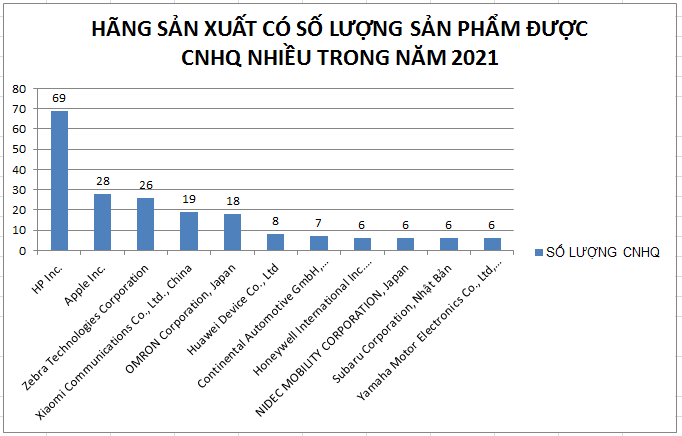 HÃNG SẢN XUẤT CÓ SỐ LƯỢNG SẢN PHẨM ĐƯỢC
CNHQ NHIỀU TRONG NĂM 2021
80
70
60
50
40
30
20
10
0
69
28
26
19
18
8
7
6
6
6
6
HP Inc.
Apple Inc.
Zebra Technologies Corporation
Xiaomi Communications Co., Ltd., China
OMRON Corporation, Japan
Huawei Device Co., Ltd
Continental Automotive GmbH,...
Honeywell International Inc....
NIDEC MOBILITY CORPORATION, Japan
Subaru Corporation, Nhật Bản
Yamaha Motor Electronics Co., Ltd,...
SỐ LƯỢNG CNHQ